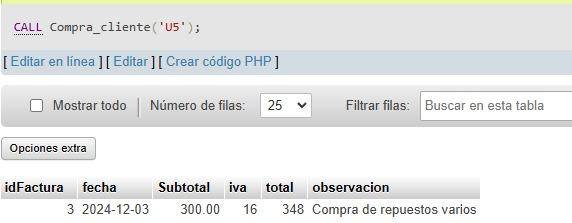 CALL Compra_cliente('U5');
[ Editar en línea ] [ Editar ] [ Crear código PHP ]
Mostrar todo Número de filas: 25 Filtrar filas: Buscar en esta tabla
Opciones extra
idFactura fecha Subtotal iva total observacion
3 2024-12-03 300.00 16 348 Compra de repuestos varios